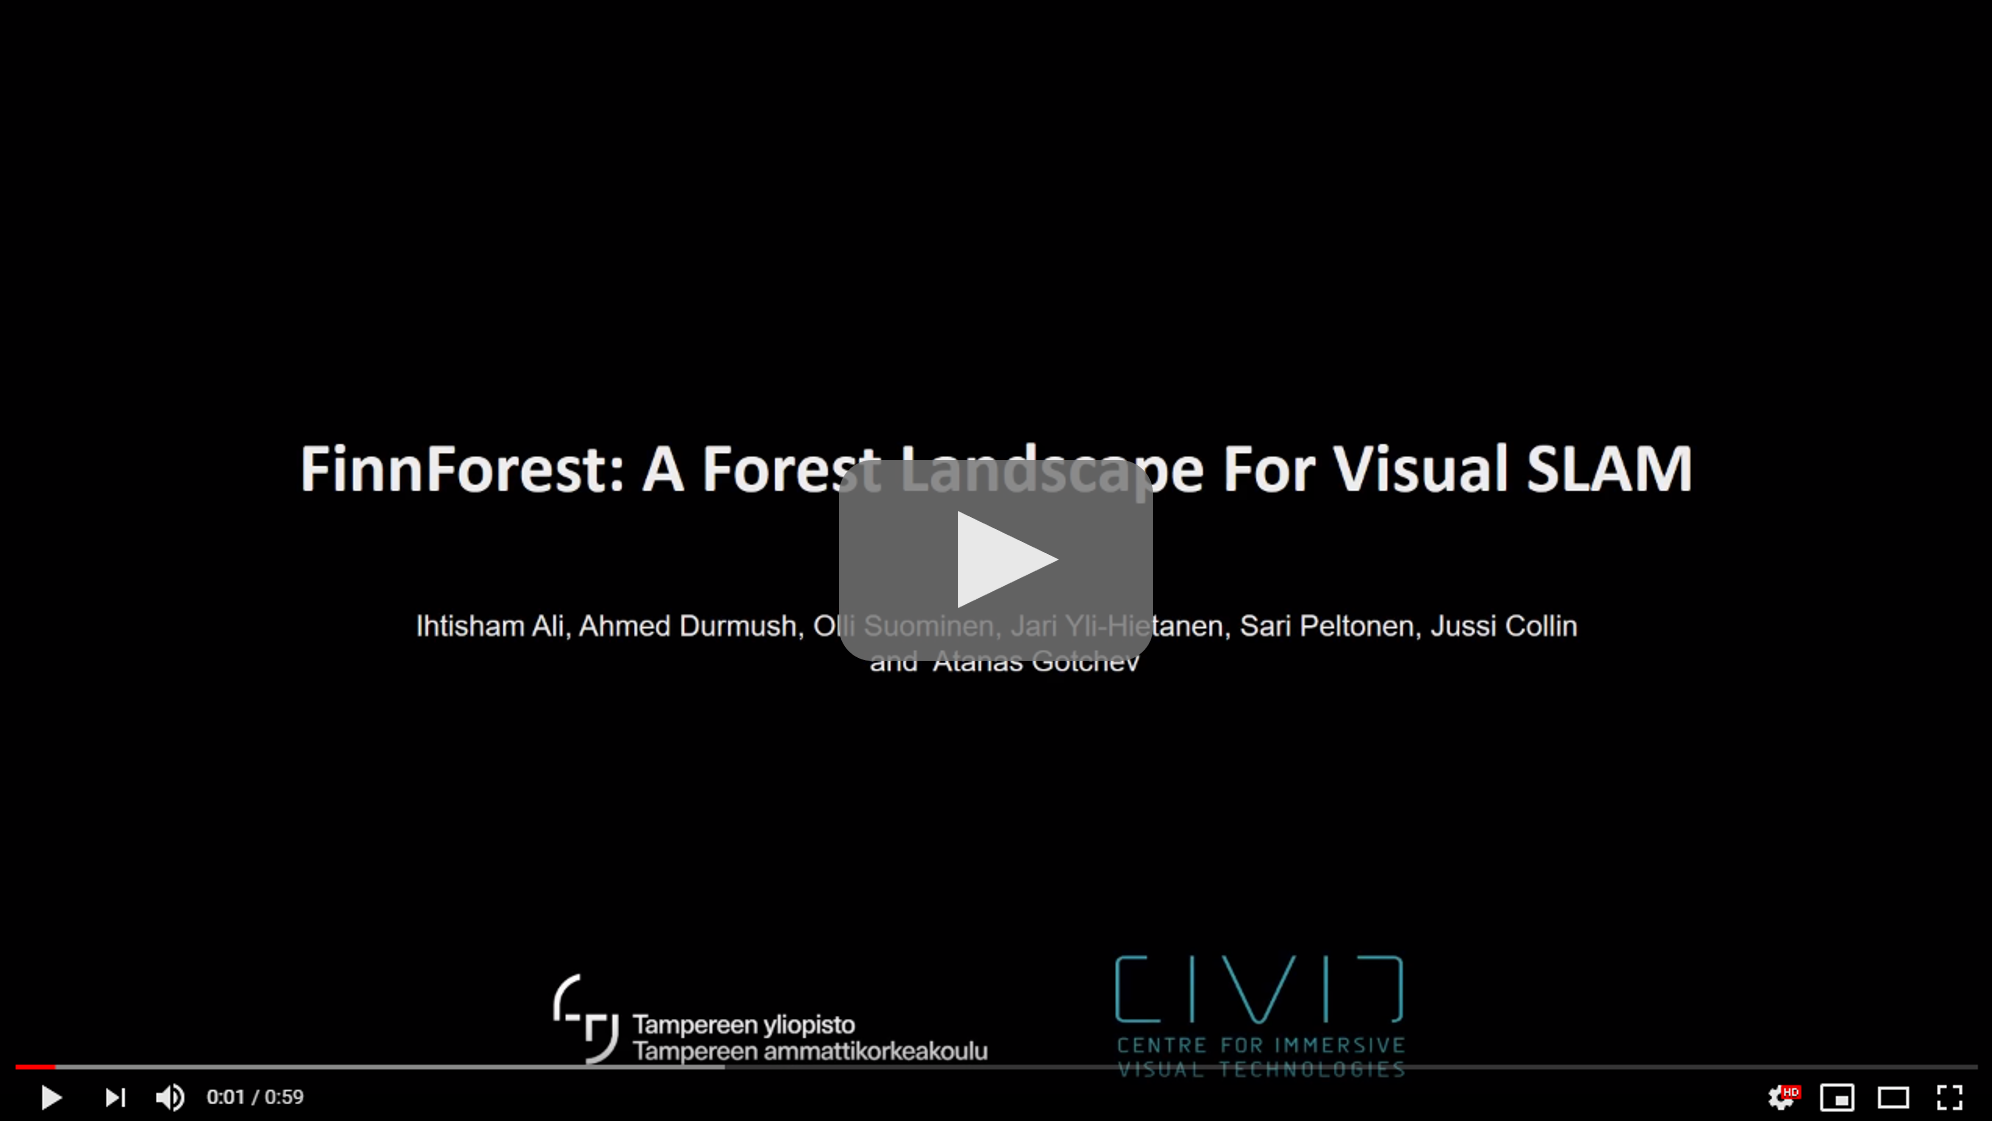 FinnForest: A Forest Landscape For Visual SLAM
Ihtisham Ali, Ahmed Durmush, Olli Suominen, Jari Yli-Hietanen, Sari Peltonen, Jussi Collin
and Atanas Gotchev
Tampereen yliopisto
Tampereen ammattikorkeakoulu
CIVIT
CENTRE FOR IMMERSIVE
VISUAL TECHNOLOGIES
0:01 / 0:59
HD